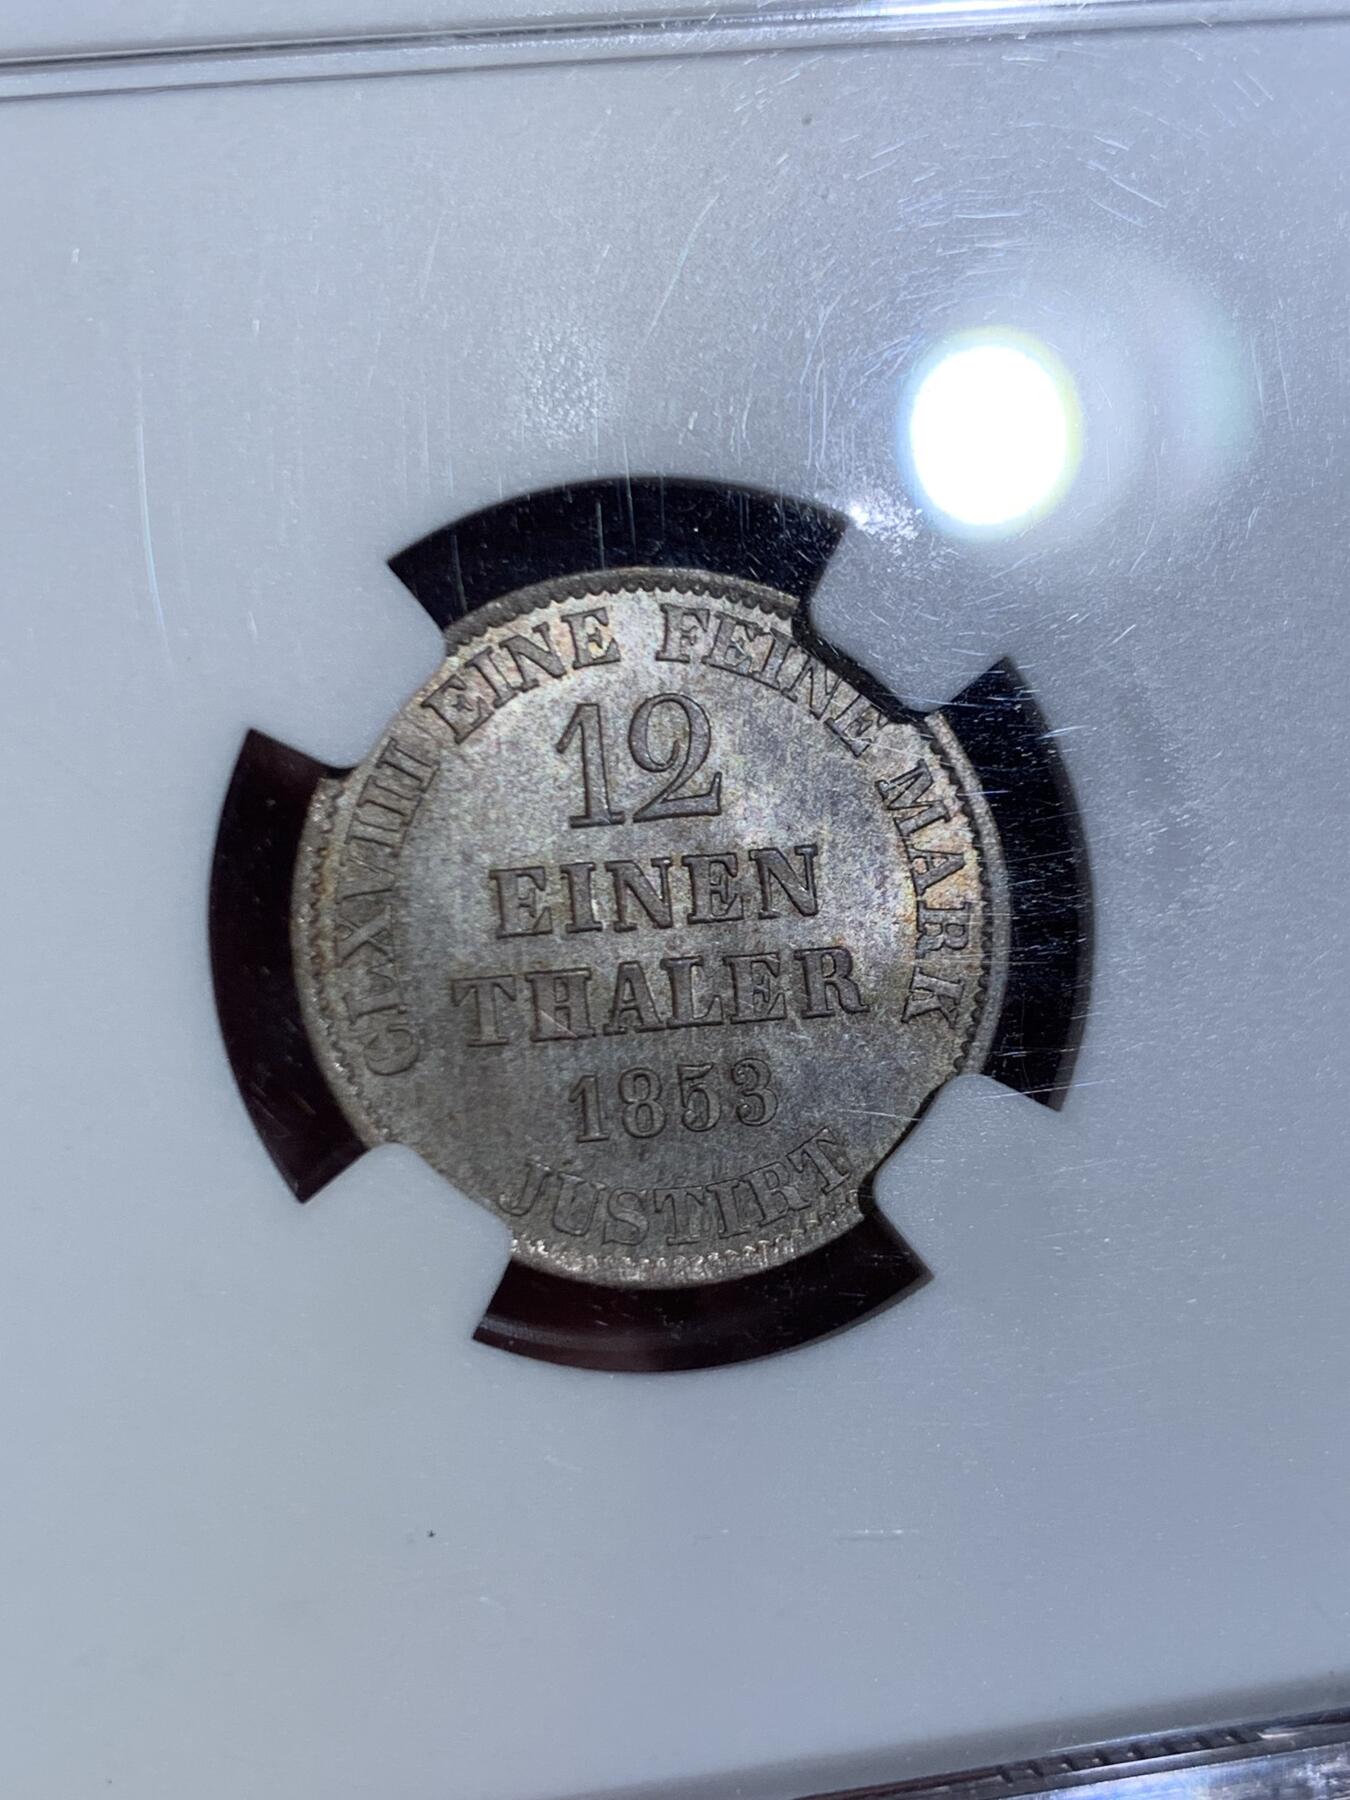 CLXVIII EINE FEINE MARK
12
EINEN
THALER
1853
JUSTIRT